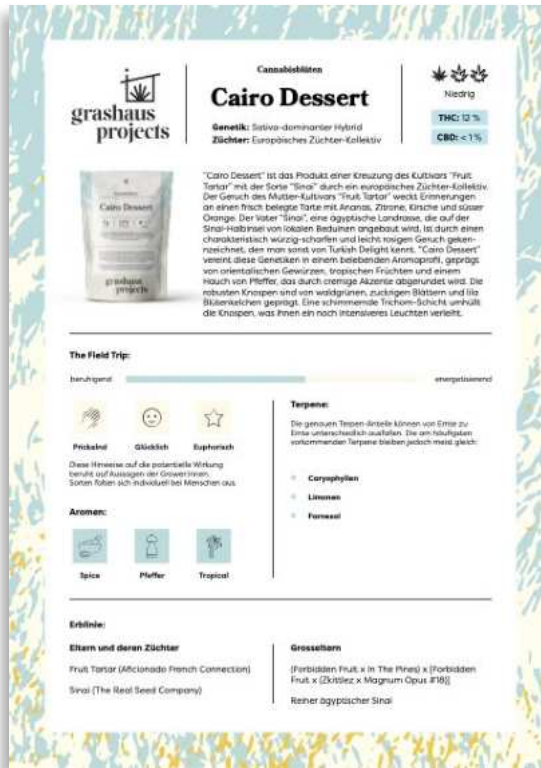 grashaus
projects
Cannabisblüten
Cairo Dessert
Genetik: Sativa-dominanter Hybrid
Züchter: Europäisches Züchter-Kollektiv
Niedrig
THC: 12 %
CBD: < 1 %
Cairo Dessert
grashaus
projects
"Cairo Dessert" ist das Produkt einer Kreuzung des Kultivars "Fruit
Tartar" mit der Sorte "Sinai" durch ein europäisches Züchter-Kollektiv.
Der Geruch des Mutter-Kultivars "Fruit Tartar" weckt Erinnerungen
an einen frisch belegte Tarte mit Ananas, Zitrone, Kirsche und süsser
Orange. Der Vater "Sinai", eine ägyptische Landrasse, die auf der
Sinai-Halbinsel von lokalen Beduinen angebaut wird, ist durch einen
charakteristisch würzig-scharfen und leicht rosigen Geruch geken-
nzeichnet, den man sonst von Turkish Delight kennt. "Cairo Dessert"
vereint diese Genetiken in einem belebenden Aromaprofil, geprägt
von orientalischen Gewürzen, tropischen Früchten und einem
Hauch von Pfeffer, das durch cremige Akzente abgerundet wird. Die
robusten Knospen sind von waldgrünen, zuckrigen Blättern und lila
Blütenkelchen geprägt. Eine schimmernde Trichom-Schicht umhüllt
die Knospen, was ihnen ein noch intensiveres Leuchten verleiht.
The Field Trip:
beruhigend
energetisierend
Prickelnd
Glücklich
Euphorisch
Diese Hinweise auf die potentielle Wirkung
beruht auf Aussagen der Grower:innen.
Sorten falten sich individuell bei Menschen aus.
Aromen:
Spice
Pfeffer
Tropical
Terpene:
Die genauen Terpen-Anteile können von Ernte zu
Ernte unterschiedlich ausfallen. Die am häufigsten
vorkommenden Terpene bleiben jedoch meist gleich:
Caryophyllen
Limonen
Farnesol
Erblinie:
Eltern und deren Züchter
Fruit Tartar (Aficionado French Connection)
Sinai (The Real Seed Company)
Grosseltern
(Forbidden Fruit x In The Pines) x [Forbidden
Fruit x (Zkittlez x Magnum Opus #18)]
Reiner ägyptischer Sinai